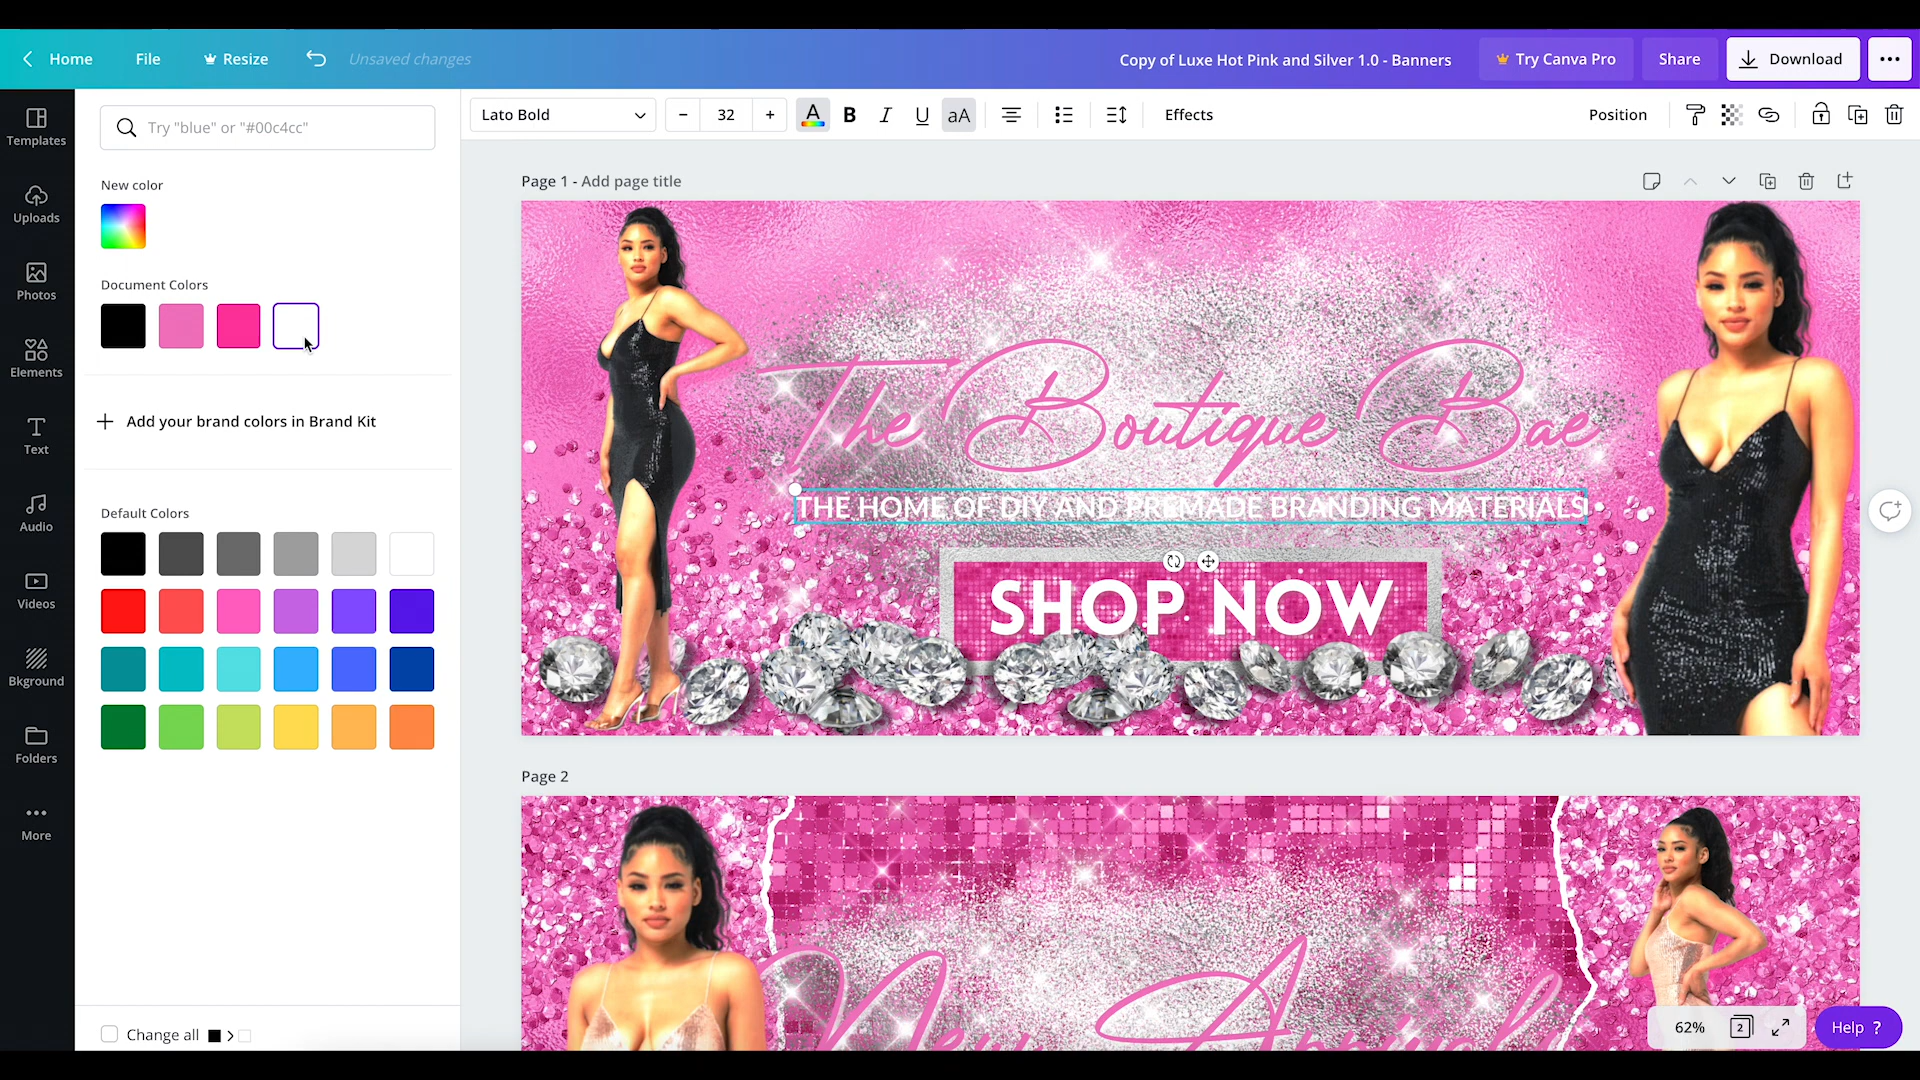 Home File Resize Unsaved changes Copy of Luxe Hot Pink and Silver 1.0 - Banners Try Canva Pro Share Download
Templates
Uploads
Photos
Elements
Text
Audio
Videos
Bkground
Folders
More
Try "blue" or "#00c4cc"
New color
Document Colors
Add your brand colors in Brand Kit
Default Colors
Change all
Lato Bold 32 A B I U aA Effects Position
Page 1 - Add page title
The Boutique Bae
THE HOME OF DIY AND PREMADE BRANDING MATERIALS
SHOP NOW
Page 2
New Arrivals
62% 2 Help ?